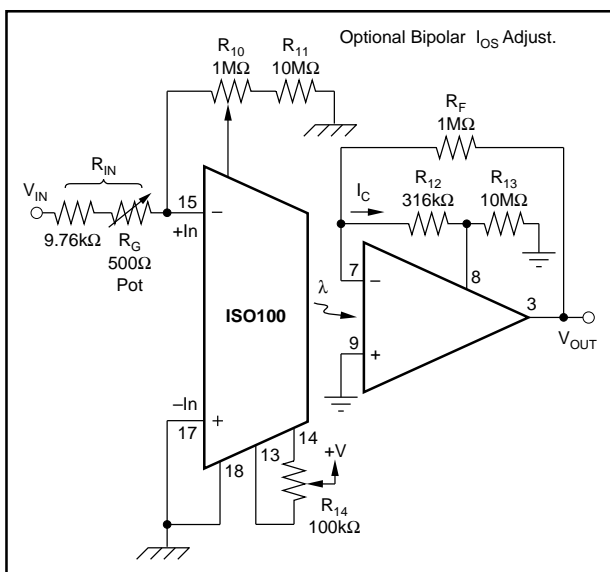 Optional Bipolar I_OS Adjust.
R10
1MΩ
R11
10MΩ
RF
1MΩ
RIN
VIN
9.76kΩ
RG
500Ω
Pot
15
–
+In
IC
R12
316kΩ
R13
10MΩ
λ
ISO100
7
–
8
3
VOUT
9
+
–In
17
+
18
13
14
+V
R14
100kΩ